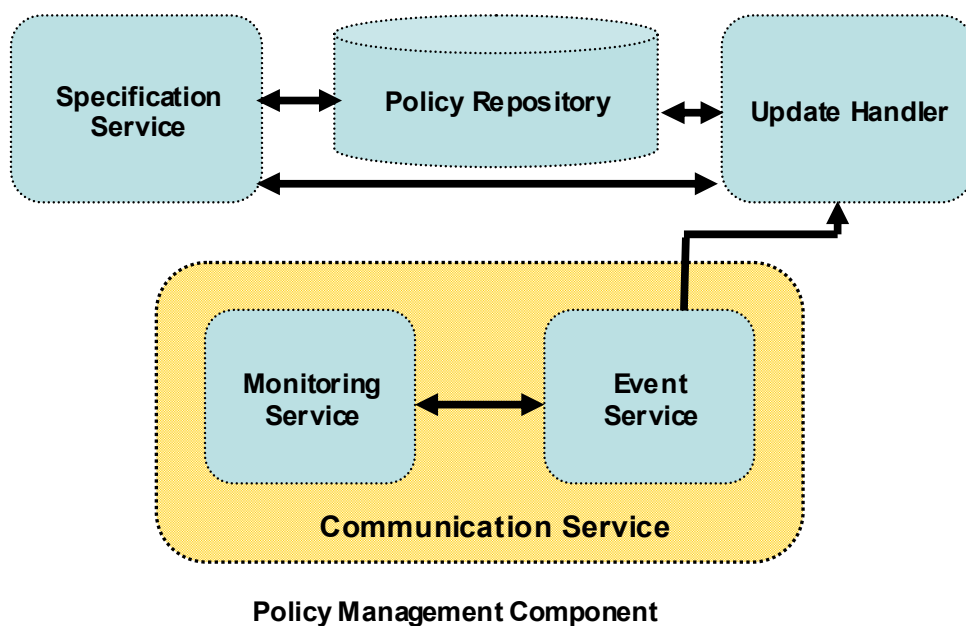 Specification
Service
Policy Repository
Update Handler
Monitoring
Service
Event
Service
Communication Service
Policy Management Component